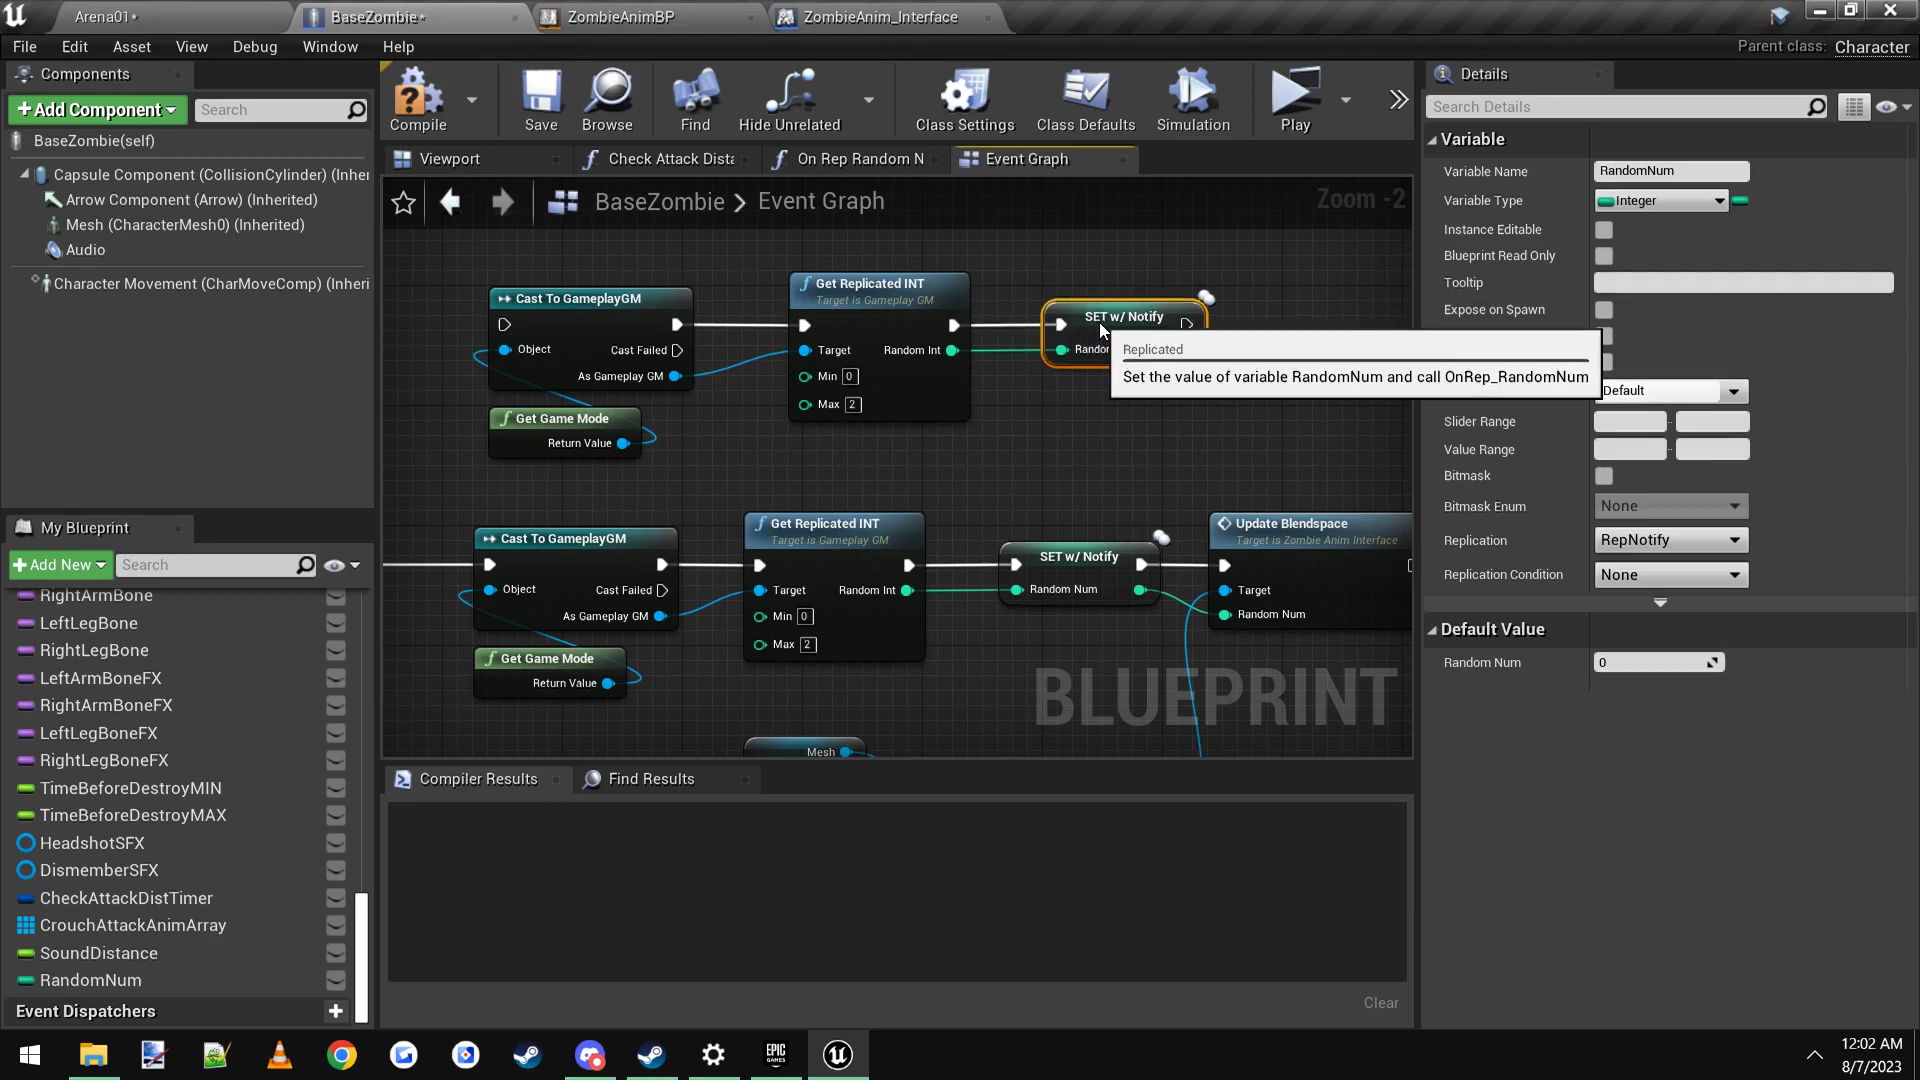 Arena01*
BaseZombie*
ZombieAnimBP
ZombieAnim_Interface
File
Edit
Asset
View
Debug
Window
Help
Parent class: Character
Components
+Add Component
Search
BaseZombie(self)
Capsule Component (CollisionCylinder) (Inher
Arrow Component (Arrow) (Inherited)
Mesh (CharacterMesh0) (Inherited)
Audio
Character Movement (CharMoveComp) (Inheri
My Blueprint
+Add New
Search
RightArmBone
LeftLegBone
RightLegBone
LeftArmBoneFX
RightArmBoneFX
LeftLegBoneFX
RightLegBoneFX
TimeBeforeDestroyMIN
TimeBeforeDestroyMAX
HeadshotSFX
DismemberSFX
CheckAttackDistTimer
CrouchAttackAnimArray
SoundDistance
RandomNum
Event Dispatchers
+
Compile
Save
Browse
Find
Hide Unrelated
Class Settings
Class Defaults
Simulation
Play
Viewport
Check Attack Dista
On Rep Random N
Event Graph
BaseZombie > Event Graph
Zoom -2
Cast To GameplayGM
Object
Cast Failed
As Gameplay GM
Get Game Mode
Return Value
Get Replicated INT
Target is Gameplay GM
Target
Random Int
Min 0
Max 2
SET w/ Notify
Random
Replicated
Set the value of variable RandomNum and call OnRep_RandomNum
Cast To GameplayGM
Object
Cast Failed
As Gameplay GM
Get Game Mode
Return Value
Get Replicated INT
Target is Gameplay GM
Target
Random Int
Min 0
Max 2
SET w/ Notify
Random Num
Update Blendspace
Target is Zombie Anim Interface
Target
Random Num
Mesh
BLUEPRINT
Compiler Results
Find Results
Clear
Details
Search Details
Variable
Variable Name
RandomNum
Variable Type
Integer
Instance Editable
Blueprint Read Only
Tooltip
Expose on Spawn
Default
Slider Range
Value Range
Bitmask
Bitmask Enum
None
Replication
RepNotify
Replication Condition
None
Default Value
Random Num
0
EPIC
GAMES
12:02 AM
8/7/2023